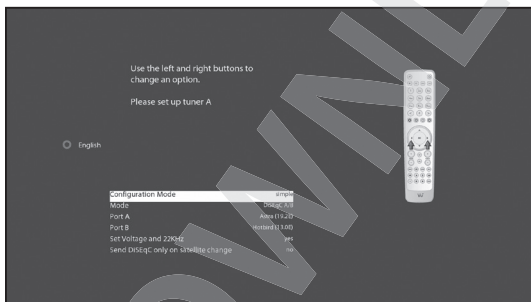 Use the left and right buttons to
change an option.
Please set up tuner A
English
Configuration Mode simple
Mode DiSEqC A/B
Port A Astra (19.2E)
Port B Hotbird (13.0E)
Set Voltage and 22KHz yes
Send DiSEqC only on satellite change no